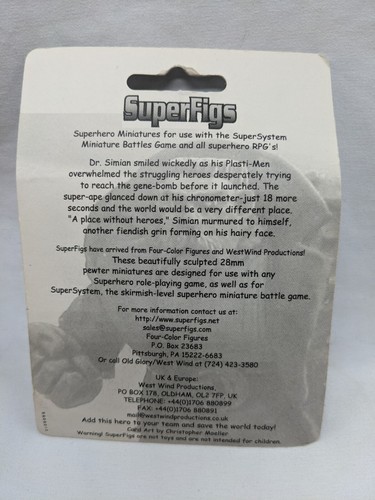 SuperFigs
Superhero Miniatures for use with the SuperSystem
Miniature Battles Game and all superhero RPG's!
Dr. Simian smiled wickedly as his Plasti-Men
overwhelmed the struggling heroes desperately trying
to reach the gene-bomb before it launched. The
super-ape glanced down at his chronometer-just 18 more
seconds and the world would be a very different place.
"A place without heroes," Simian murmured to himself,
another fiendish grin forming on his hairy face.
SuperFigs have arrived from Four-Color Figures and WestWind Productions!
These beautifully sculpted 28mm
pewter miniatures are designed for use with any
Superhero role-playing game, as well as for
SuperSystem, the skirmish-level superhero miniature battle game.
For more information contact us at:
http://www.superfigs.net
sales@superfigs.com
Four-Color Figures
P.O. Box 23683
Pittsburgh, PA 15222-6683
Or call Old Glory/West Wind at (724) 423-3580
UK & Europe:
West Wind Productions,
PO BOX 178, OLDHAM, OL2 7FP, UK
TELEPHONE: +44(0)1706 880899
FAX: +44(0)1706 880891
mail@westwindproductions.co.uk
Add this hero to your team and save the world today!
Card Art by Christopher Moeller
Warning! SuperFigs are not toys and are not intended for children.